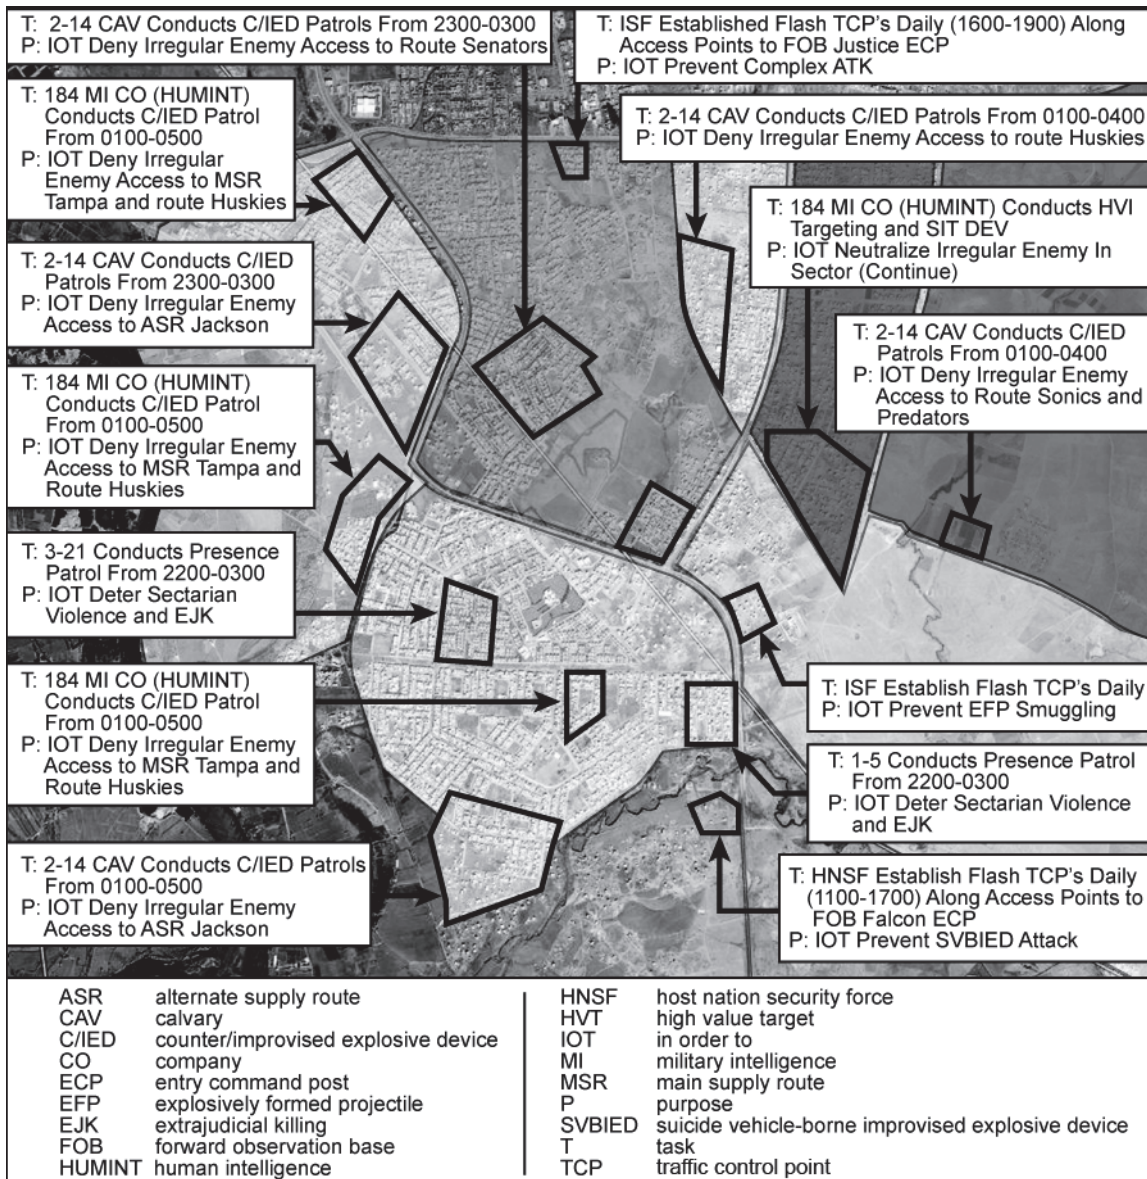 T: 2-14 CAV Conducts C/IED Patrols From 2300-0300
P: IOT Deny Irregular Enemy Access to Route Senators
T: ISF Established Flash TCP's Daily (1600-1900) Along
Access Points to FOB Justice ECP
P: IOT Prevent Complex ATK
T: 184 MI CO (HUMINT)
Conducts C/IED Patrol
From 0100-0500
P: IOT Deny Irregular
Enemy Access to MSR
Tampa and route Huskies
T: 2-14 CAV Conducts C/IED Patrols From 0100-0400
P: IOT Deny Irregular Enemy Access to route Huskies
T: 184 MI CO (HUMINT) Conducts HVI
Targeting and SIT DEV
P: IOT Neutralize Irregular Enemy In
Sector (Continue)
T: 2-14 CAV Conducts C/IED
Patrols From 2300-0300
P: IOT Deny Irregular Enemy
Access to ASR Jackson
T: 2-14 CAV Conducts C/IED
Patrols From 0100-0400
P: IOT Deny Irregular Enemy
Access to Route Sonics and
Predators
T: 184 MI CO (HUMINT)
Conducts C/IED Patrol
From 0100-0500
P: IOT Deny Irregular Enemy
Access to MSR Tampa and
Route Huskies
T: 3-21 Conducts Presence
Patrol From 2200-0300
P: IOT Deter Sectarian
Violence and EJK
T: 184 MI CO (HUMINT)
Conducts C/IED Patrol
From 0100-0500
P: IOT Deny Irregular Enemy
Access to MSR Tampa and
Route Huskies
T: ISF Establish Flash TCP's Daily
P: IOT Prevent EFP Smuggling
T: 1-5 Conducts Presence Patrol
From 2200-0300
P: IOT Deter Sectarian Violence
and EJK
T: 2-14 CAV Conducts C/IED Patrols
From 0100-0500
P: IOT Deny Irregular Enemy
Access to ASR Jackson
T: HNSF Establish Flash TCP's Daily
(1100-1700) Along Access Points to
FOB Falcon ECP
P: IOT Prevent SVBIED Attack
ASR alternate supply route
CAV calvary
C/IED counter/improvised explosive device
CO company
ECP entry command post
EFP explosively formed projectile
EJK extrajudicial killing
FOB forward observation base
HUMINT human intelligence
HNSF host nation security force
HVT high value target
IOT in order to
MI military intelligence
MSR main supply route
P purpose
SVBIED suicide vehicle-borne improvised explosive device
T task
TCP traffic control point